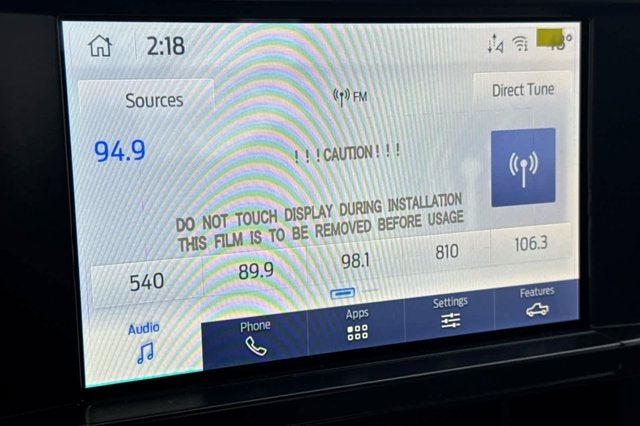 2:18
Sources
FM
Direct Tune
94.9
!!!CAUTION!!!
DO NOT TOUCH DISPLAY DURING INSTALLATION
THIS FILM IS TO BE REMOVED BEFORE USAGE
540 89.9 98.1 810 106.3
Audio Phone Apps Settings Features